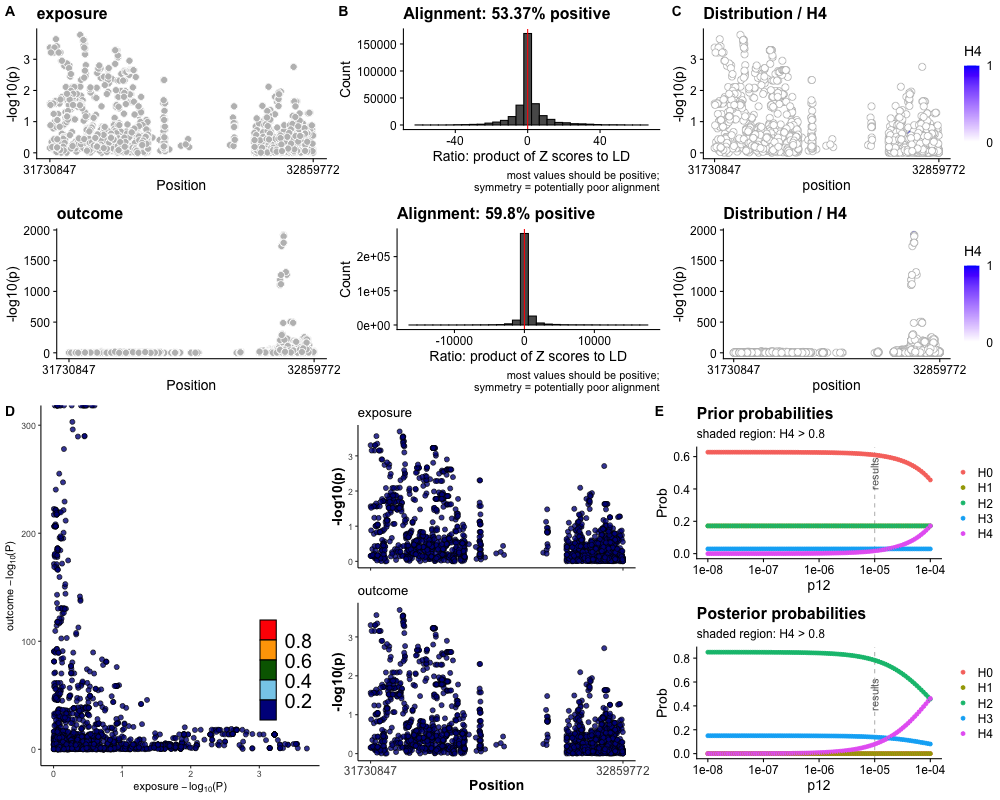 A
exposure
-log10(p)
3
2
1
0
31730847
32859772
Position
outcome
-log10(p)
2000
1500
1000
500
0
31730847
32859772
Position
B
Alignment: 53.37% positive
Count
150000
100000
50000
0
-40
0
40
Ratio: product of Z scores to LD
most values should be positive;
symmetry = potentially poor alignment
Alignment: 59.8% positive
Count
2e+05
1e+05
0e+00
-10000
0
10000
Ratio: product of Z scores to LD
most values should be positive;
symmetry = potentially poor alignment
C
Distribution / H4
-log10(p)
3
2
1
0
31730847
32859772
position
H4
1
0
Distribution / H4
-log10(p)
2000
1500
1000
500
0
31730847
32859772
position
H4
1
0
D
outcome −log10(P)
300
200
100
0
0
1
2
3
exposure −log10(P)
0.8
0.6
0.4
0.2
exposure
-log10(p)
3
2
1
0
outcome
-log10(p)
3
2
1
0
31730847
32859772
Position
E
Prior probabilities
shaded region: H4 > 0.8
Prob
0.6
0.4
0.2
0.0
results
1e-08
1e-07
1e-06
1e-05
1e-04
p12
H0
H1
H2
H3
H4
Posterior probabilities
shaded region: H4 > 0.8
Prob
0.8
0.6
0.4
0.2
0.0
results
1e-08
1e-07
1e-06
1e-05
1e-04
p12
H0
H1
H2
H3
H4